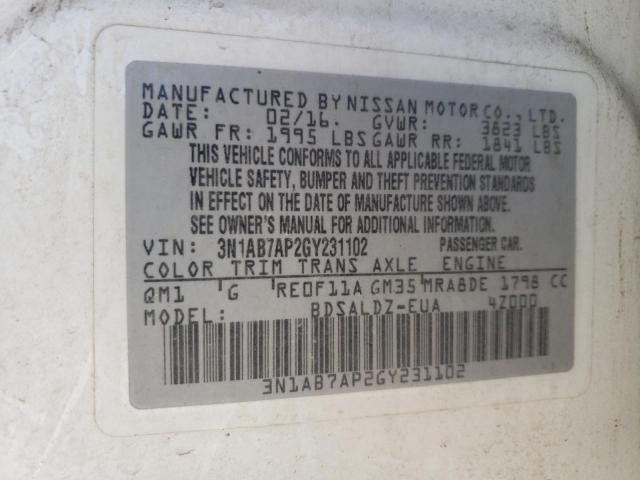 MANUFACTURED BY NISSAN MOTOR CO., LTD.
DATE: 02/16. GVWR: 3823 LBS
GAWR FR: 1995 LBS GAWR RR: 1841 LBS
THIS VEHICLE CONFORMS TO ALL APPLICABLE FEDERAL MOTOR
VEHICLE SAFETY, BUMPER AND THEFT PREVENTION STANDARDS
IN EFFECT ON THE DATE OF MANUFACTURE SHOWN ABOVE.
SEE OWNER'S MANUAL FOR ADDITIONAL INFORMATION.
VIN: 3N1AB7AP2GY231102 PASSENGER CAR.
COLOR TRIM TRANS AXLE ENGINE
QM1 G RE0F11A GM35 MRA8DE 1798 CC
MODEL: BDSALDZ-EUA 4Z000
3N1AB7AP2GY231102